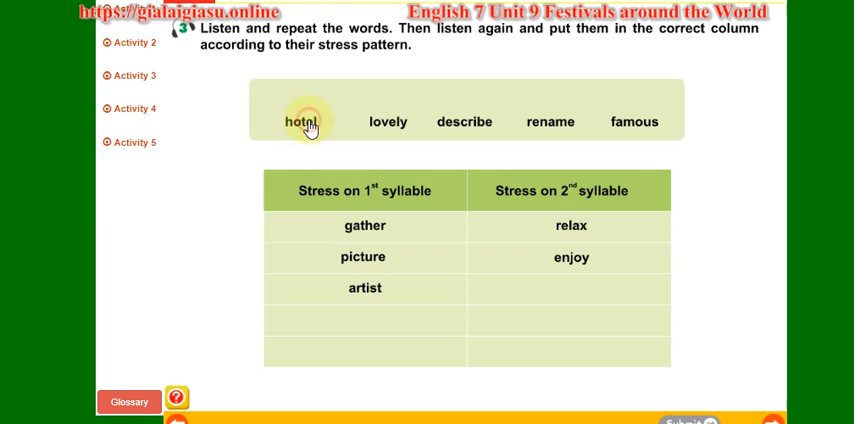 https://gialaigiasu.online
English 7 Unit 9 Festivals around the World
Activity 2
Activity 3
Activity 4
Activity 5
3 Listen and repeat the words. Then listen again and put them in the correct column
according to their stress pattern.
hotel lovely describe rename famous
Stress on 1st syllable Stress on 2nd syllable
gather relax
picture enjoy
artist
Glossary
?
Submit